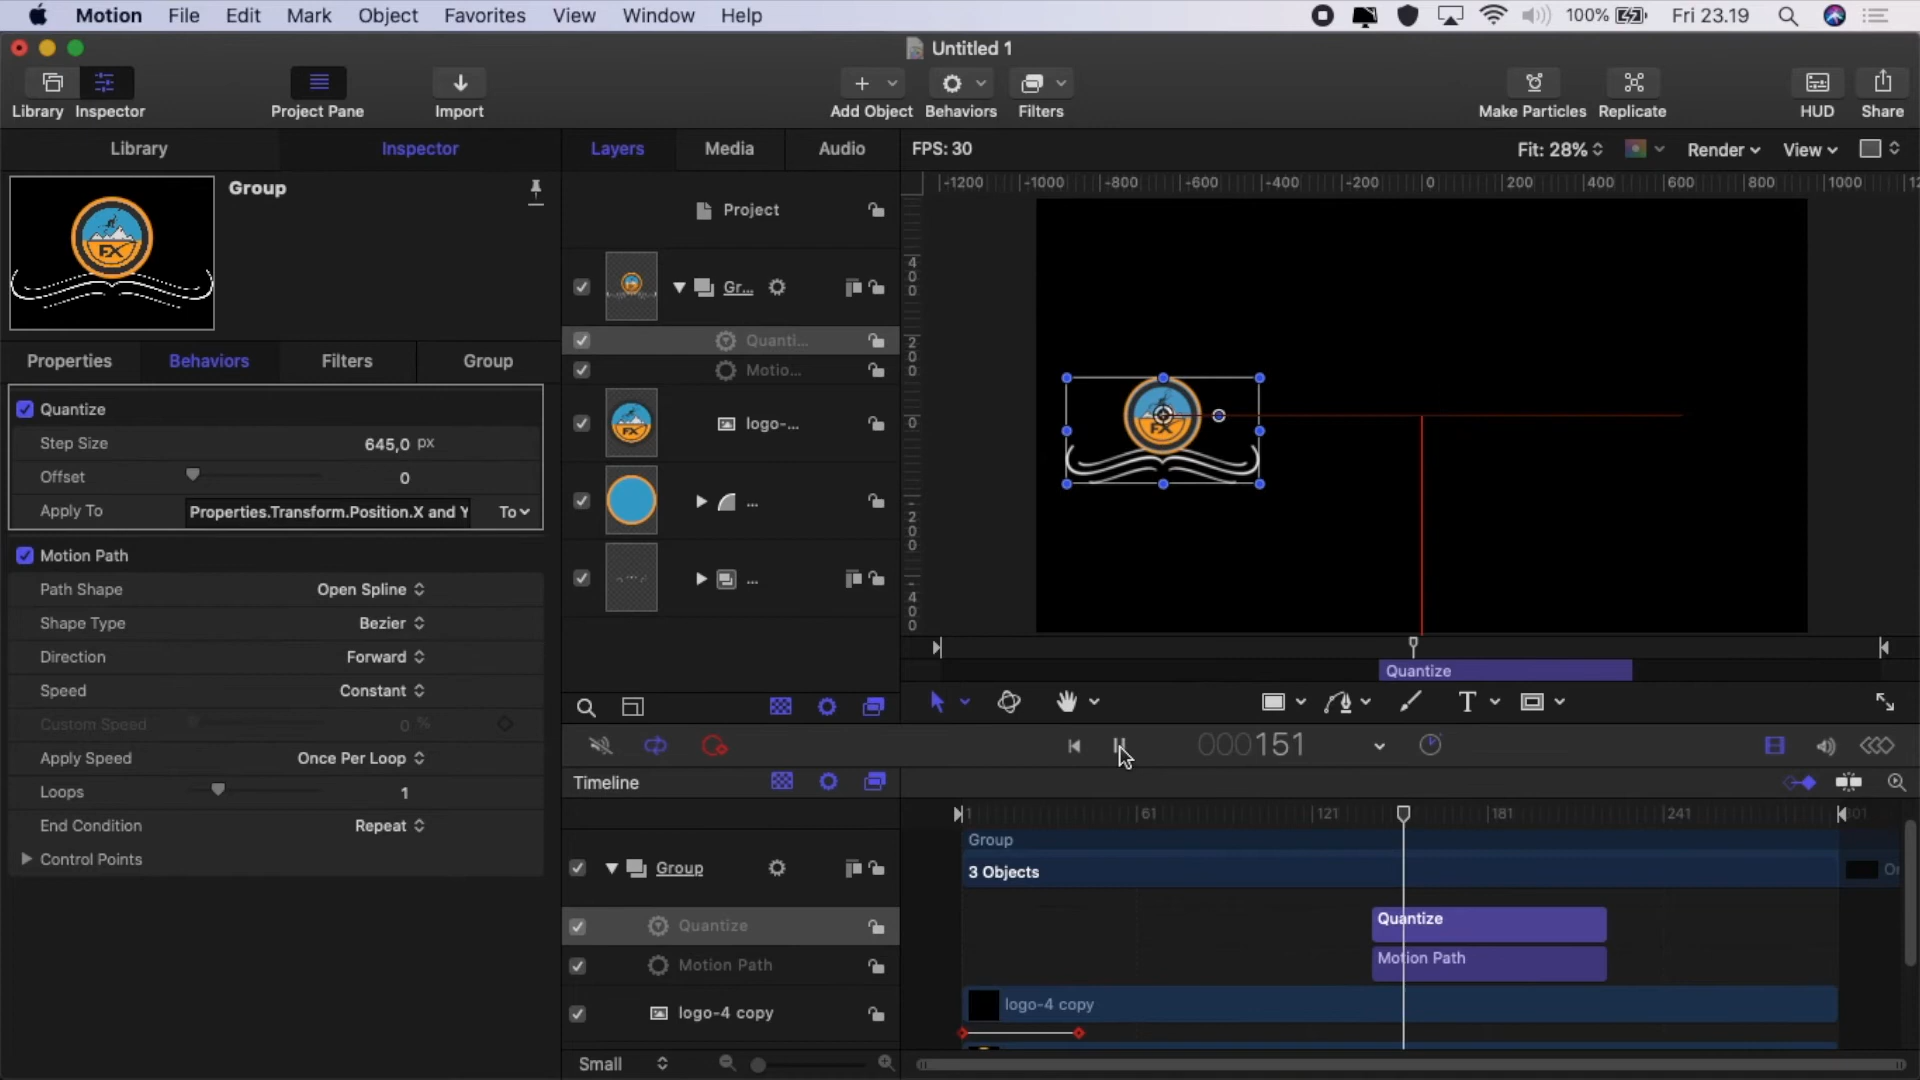 Motion File Edit Mark Object Favorites View Window Help 100% Fri 23.19
Untitled 1
Library Inspector Project Pane Import Add Object Behaviors Filters Make Particles Replicate HUD Share
Library Inspector Layers Media Audio FPS: 30 Fit: 28% Render View
-1200 -1000 -800 -600 -400 -200 0 200 400 600 800 1000
Group
Project
FX
Gr...
Properties Behaviors Filters Group
Quanti...
Motio...
Quantize
Step Size 645,0 px
logo-...
Offset 0
Apply To Properties.Transform.Position.X and Y To
...
Motion Path
Path Shape Open Spline
...
Shape Type Bezier
Direction Forward
Quantize
Speed Constant
Custom Speed 0 %
T
Apply Speed Once Per Loop
000151
Loops 1
Timeline
End Condition Repeat
1 61 121 181 241 301
Control Points
Group
Group
3 Objects
Quantize
Quantize
Motion Path
Motion Path
logo-4 copy
logo-4 copy
Small